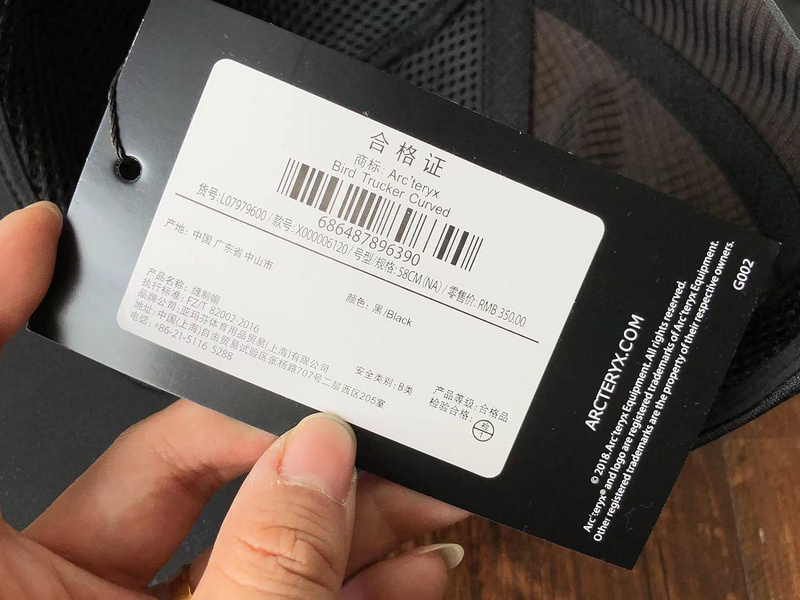 合格证
商标: Arc'teryx
Bird Trucker Curved
686487896390
货号:L07979600 / 款号: X000006120 / 号型/规格: 58CM (NA) / 零售价: RMB 350.00
产地: 中国 广东省 中山市
颜色: 黑/Black
产品名称: 缝制帽
执行标准: FZ/T 82002-2016
品牌公司: 亚玛芬体育用品贸易(上海)有限公司
地址: 中国(上海)自由贸易试验区张杨路707号二层西区205室
电话: +86-21-5116 5288
安全类别: B类
产品等级: 合格品
检验合格:
检
1
ARCTERYX.COM
© 2018 Arc'teryx Equipment. All rights reserved.
Arc'teryx® and logo are registered trademarks of Arc'teryx Equipment.
Other registered trademarks are the property of their respective owners.
G002